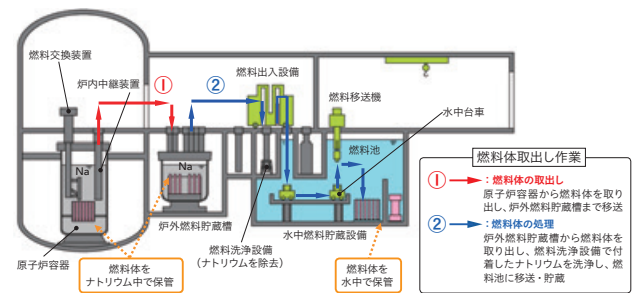 燃料交換装置
炉内中継装置
①
②
燃料出入設備
燃料移送機
水中台車
Na
Na
燃料池
炉外燃料貯蔵槽
水中燃料貯蔵設備
原子炉容器
燃料体を
ナトリウム中で保管
燃料洗浄設備
(ナトリウムを除去)
燃料体を
水中で保管
燃料体取出し作業
① :燃料体の取出し
原子炉容器から燃料体を取り
出し、炉外燃料貯蔵槽まで移送
② :燃料体の処理
炉外燃料貯蔵槽から燃料体を
取り出し、燃料洗浄設備で付
着したナトリウムを洗浄し、燃
料池に移送・貯蔵